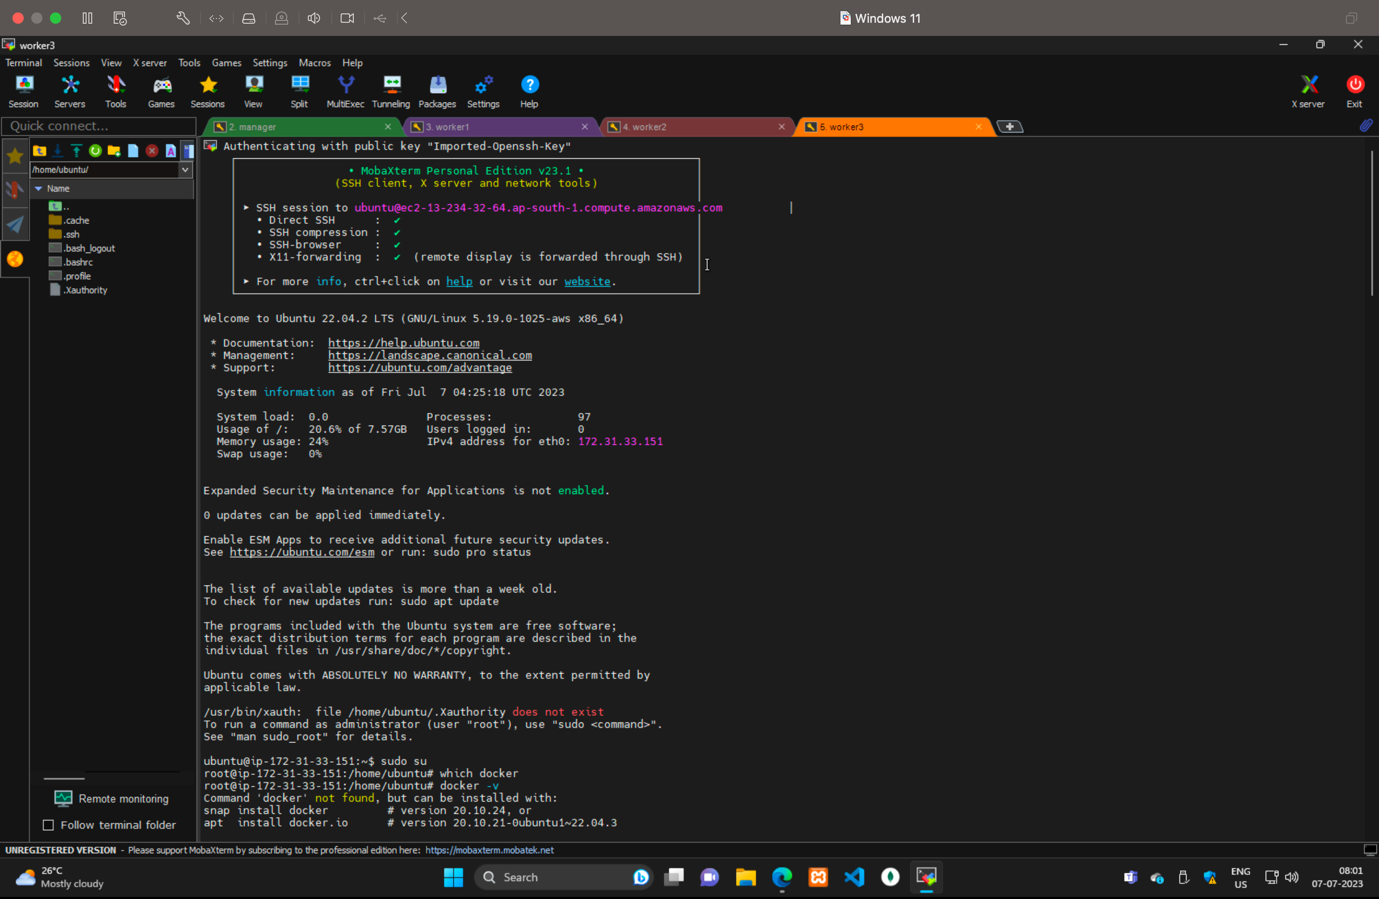 Windows 11
worker3
Terminal Sessions View X server Tools Games Settings Macros Help
Session Servers Tools Games Sessions View Split MultiExec Tunneling Packages Settings Help X server Exit
Quick connect...
2. manager
3. worker1
4. worker2
5. worker3
/home/ubuntu/
Name
..
.cache
.ssh
.bash_logout
.bashrc
.profile
.Xauthority
Remote monitoring
Follow terminal folder
Authenticating with public key "Imported-Openssh-Key"
• MobaXterm Personal Edition v23.1 •
(SSH client, X server and network tools)
► SSH session to ubuntu@ec2-13-234-32-64.ap-south-1.compute.amazonaws.com
• Direct SSH : ✔
• SSH compression : ✔
• SSH-browser : ✔
• X11-forwarding : ✔ (remote display is forwarded through SSH)
► For more info, ctrl+click on help or visit our website.
Welcome to Ubuntu 22.04.2 LTS (GNU/Linux 5.19.0-1025-aws x86_64)
* Documentation: https://help.ubuntu.com
* Management: https://landscape.canonical.com
* Support: https://ubuntu.com/advantage
System information as of Fri Jul 7 04:25:18 UTC 2023
System load: 0.0 Processes: 97
Usage of /: 20.6% of 7.57GB Users logged in: 0
Memory usage: 24% IPv4 address for eth0: 172.31.33.151
Swap usage: 0%
Expanded Security Maintenance for Applications is not enabled.
0 updates can be applied immediately.
Enable ESM Apps to receive additional future security updates.
See https://ubuntu.com/esm or run: sudo pro status
The list of available updates is more than a week old.
To check for new updates run: sudo apt update
The programs included with the Ubuntu system are free software;
the exact distribution terms for each program are described in the
individual files in /usr/share/doc/*/copyright.
Ubuntu comes with ABSOLUTELY NO WARRANTY, to the extent permitted by
applicable law.
/usr/bin/xauth: file /home/ubuntu/.Xauthority does not exist
To run a command as administrator (user "root"), use "sudo <command>".
See "man sudo_root" for details.
ubuntu@ip-172-31-33-151:~$ sudo su
root@ip-172-31-33-151:/home/ubuntu# which docker
root@ip-172-31-33-151:/home/ubuntu# docker -v
Command 'docker' not found, but can be installed with:
snap install docker # version 20.10.24, or
apt install docker.io # version 20.10.21-0ubuntu1~22.04.3
UNREGISTERED VERSION - Please support MobaXterm by subscribing to the professional edition here: https://mobaxterm.mobatek.net
26°C
Mostly cloudy
Search
ENG
US
08:01
07-07-2023